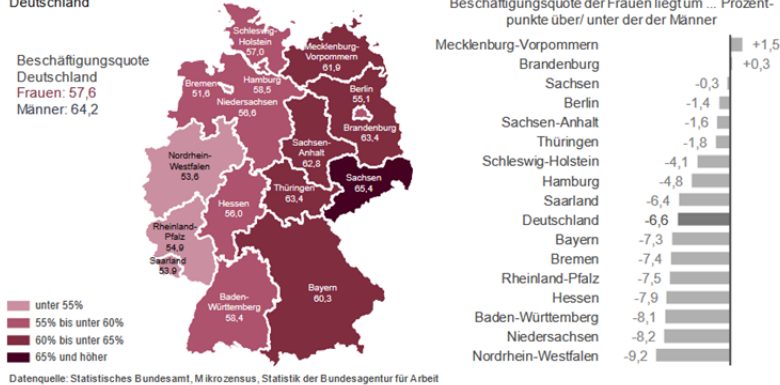 Deutschland
Beschäftigungsquote
Deutschland
Frauen: 57,6
Männer: 64,2
Schleswig-
Holstein
57,0
Mecklenburg-
Vorpommern
61,9
Hamburg
58,5
Bremen
51,6
Niedersachsen
56,6
Berlin
55,1
Brandenburg
63,4
Sachsen-
Anhalt
62,8
Nordrhein-
Westfalen
53,6
Sachsen
65,4
Thüringen
63,4
Hessen
56,0
Rheinland-
Pfalz
54,9
Saarland
53,9
Bayern
60,3
Baden-
Württemberg
58,4
unter 55%
55% bis unter 60%
60% bis unter 65%
65% und höher
Datenquelle: Statistisches Bundesamt, Mikrozensus, Statistik der Bundesagentur für Arbeit
Beschäftigungsquote der Frauen liegt um ... Prozent-
punkte über/ unter der der Männer
Mecklenburg-Vorpommern +1,5
Brandenburg +0,3
Sachsen -0,3
Berlin -1,4
Sachsen-Anhalt -1,6
Thüringen -1,8
Schleswig-Holstein -4,1
Hamburg -4,8
Saarland -6,4
Deutschland -6,6
Bayern -7,3
Bremen -7,4
Rheinland-Pfalz -7,5
Hessen -7,9
Baden-Württemberg -8,1
Niedersachsen -8,2
Nordrhein-Westfalen -9,2